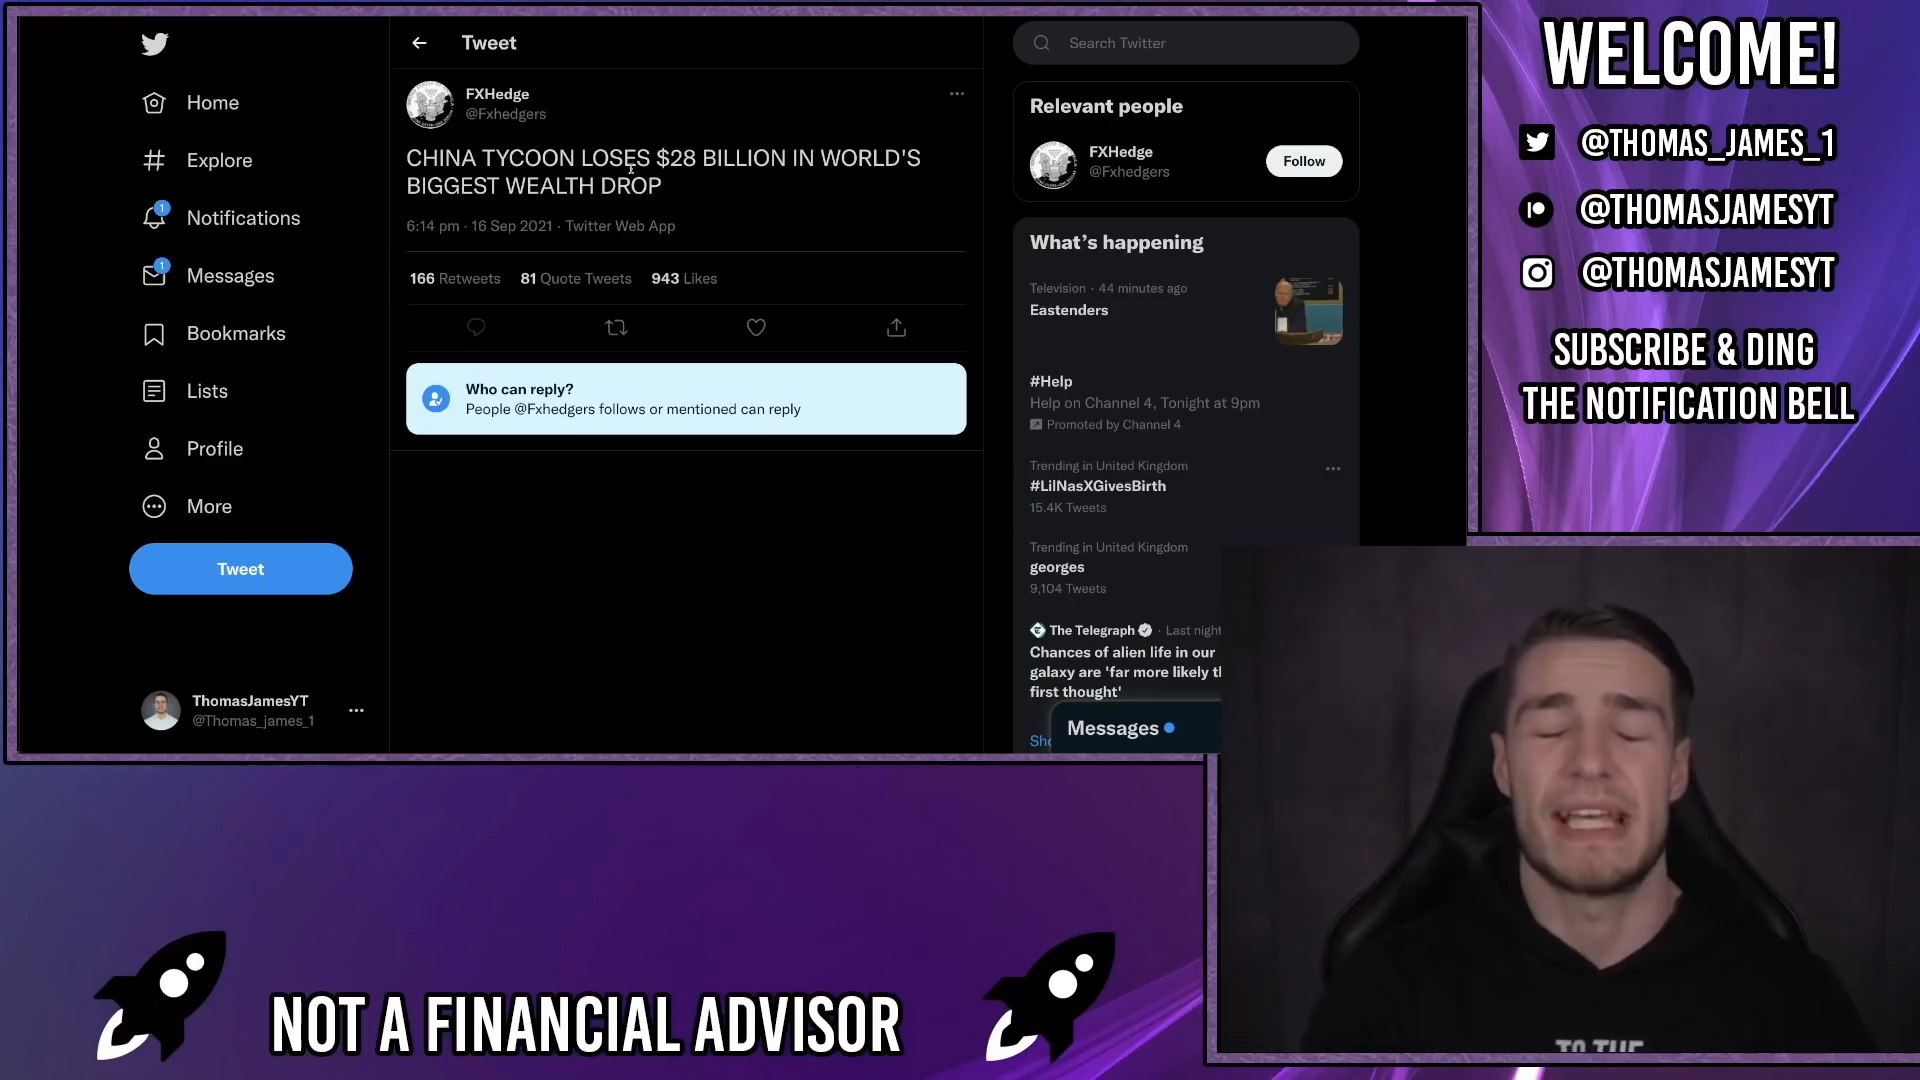 Home
Explore
1
Notifications
1
Messages
Bookmarks
Lists
Profile
More
Tweet
ThomasJamesYT
@Thomas_james_1
Tweet
FXHedge
@Fxhedgers
CHINA TYCOON LOSES $28 BILLION IN WORLD'S
BIGGEST WEALTH DROP
6:14 pm · 16 Sep 2021 · Twitter Web App
166 Retweets 81 Quote Tweets 943 Likes
Who can reply?
People @Fxhedgers follows or mentioned can reply
Search Twitter
Relevant people
FXHedge
@Fxhedgers
Follow
What's happening
Television · 44 minutes ago
Eastenders
#Help
Help on Channel 4, Tonight at 9pm
Promoted by Channel 4
Trending in United Kingdom
#LilNasXGivesBirth
15.4K Tweets
Trending in United Kingdom
georges
9,104 Tweets
The Telegraph · Last night
Chances of alien life in our
galaxy are 'far more likely
first thought'
Messages
WELCOME!
@THOMAS_JAMES_1
@THOMASJAMESYT
@THOMASJAMESYT
SUBSCRIBE & DING
THE NOTIFICATION BELL
NOT A FINANCIAL ADVISOR
TO THE